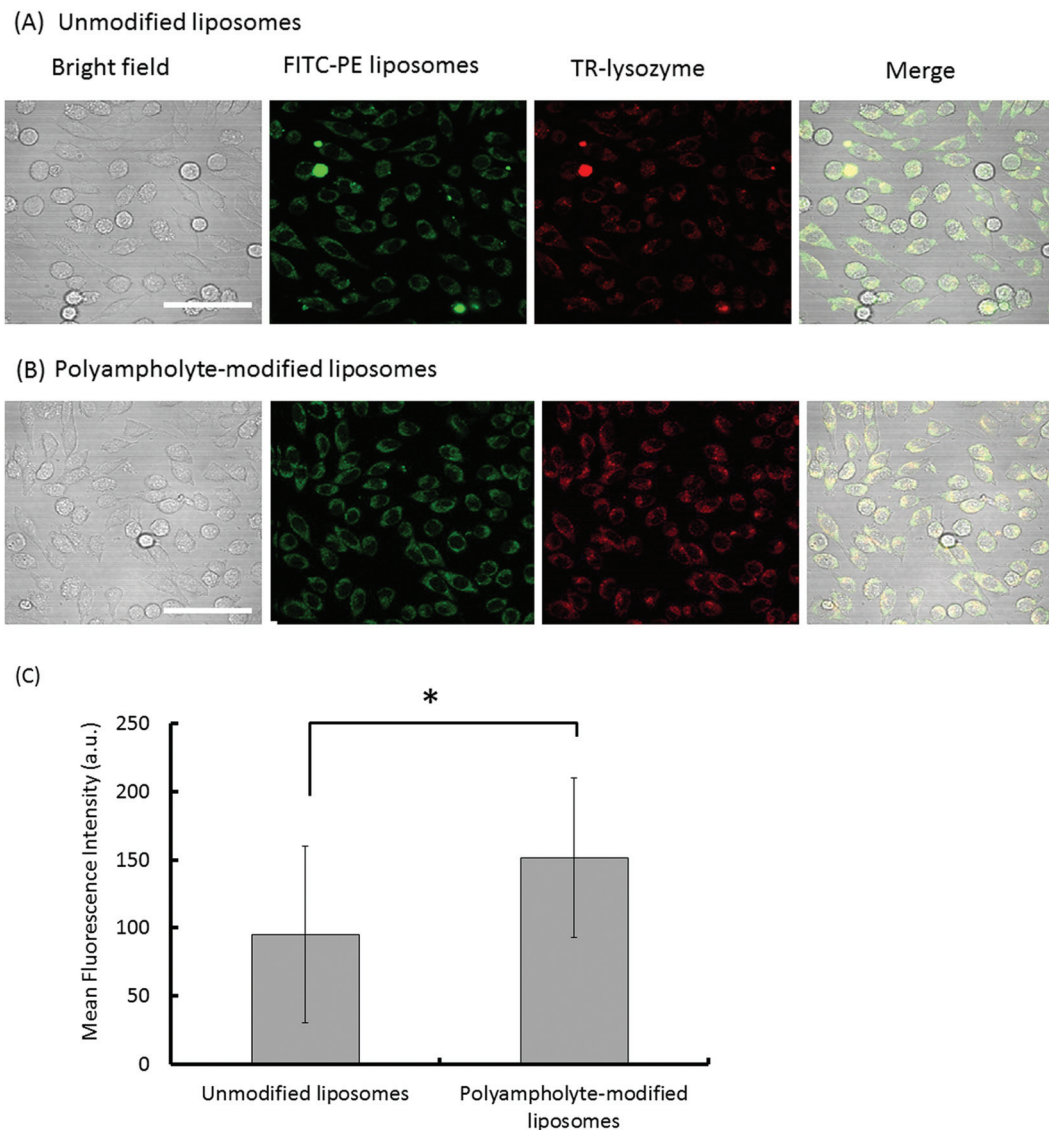 (A) Unmodified liposomes
Bright field
FITC-PE liposomes
TR-lysozyme
Merge
(B) Polyampholyte-modified liposomes
(C)
*
Mean Fluorescence Intensity (a.u.)
250
200
150
100
50
0
Unmodified liposomes
Polyampholyte-modified
liposomes